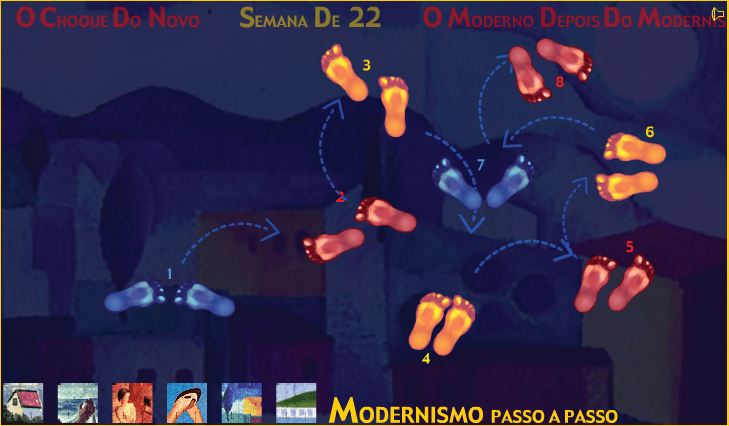 O Choque Do Novo
Semana De 22
O Moderno Depois Do Modernis
3
8
6
7
2
5
1
4
Modernismo passo a passo